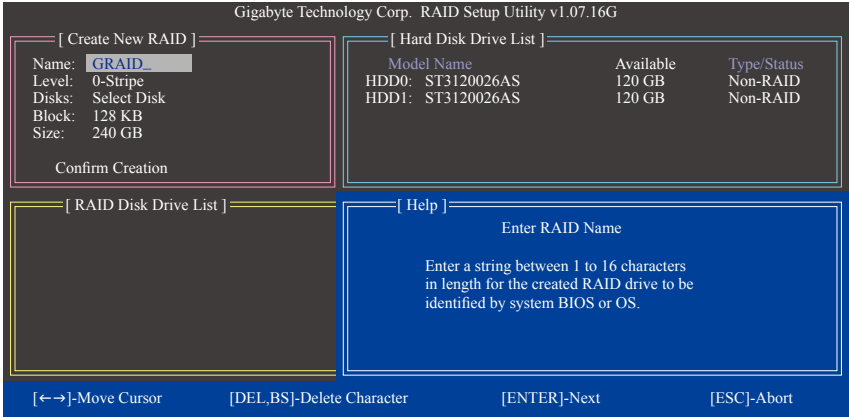 Gigabyte Technology Corp. RAID Setup Utility v1.07.16G
[ Create New RAID ]
Name: GRAID_
Level: 0-Stripe
Disks: Select Disk
Block: 128 KB
Size: 240 GB
Confirm Creation
[ Hard Disk Drive List ]
Model Name Available Type/Status
HDD0: ST3120026AS 120 GB Non-RAID
HDD1: ST3120026AS 120 GB Non-RAID
[ RAID Disk Drive List ]
[ Help ]
Enter RAID Name
Enter a string between 1 to 16 characters
in length for the created RAID drive to be
identified by system BIOS or OS.
[←→]-Move Cursor [DEL,BS]-Delete Character [ENTER]-Next [ESC]-Abort